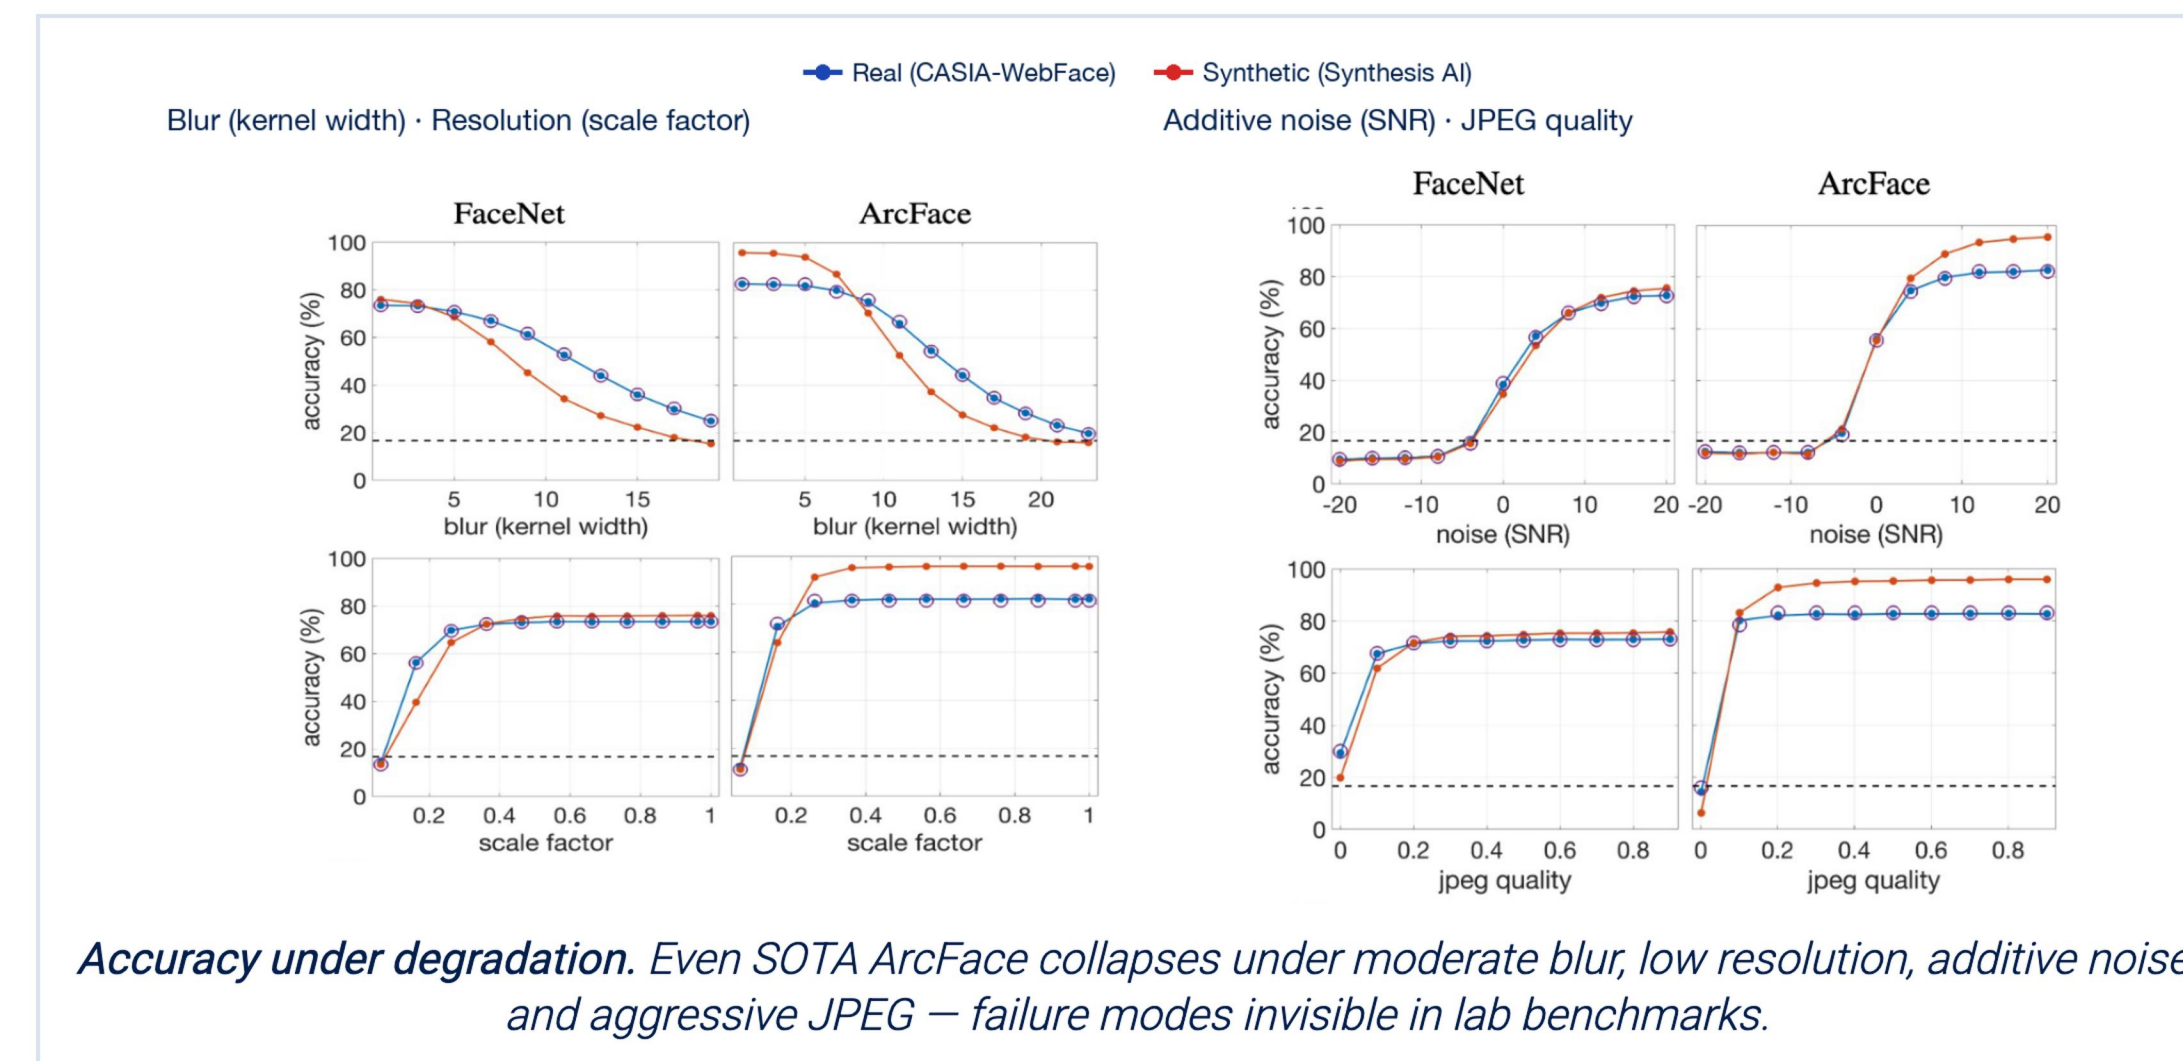 Real (CASIA-WebFace) Synthetic (Synthesis AI)
Blur (kernel width) · Resolution (scale factor)
FaceNet ArcFace
100
80
60
40
20
0
accuracy (%)
5 10 15
blur (kernel width)
5 10 15 20
blur (kernel width)
100
80
60
40
20
0
accuracy (%)
0.2 0.4 0.6 0.8 1
scale factor
0.2 0.4 0.6 0.8 1
scale factor
Additive noise (SNR) · JPEG quality
FaceNet ArcFace
100
80
60
40
20
0
accuracy (%)
-20 -10 0 10 20
noise (SNR)
-20 -10 0 10 20
noise (SNR)
100
80
60
40
20
0
accuracy (%)
0 0.2 0.4 0.6 0.8
jpeg quality
0 0.2 0.4 0.6 0.8
jpeg quality
Accuracy under degradation. Even SOTA ArcFace collapses under moderate blur, low resolution, additive noise
and aggressive JPEG — failure modes invisible in lab benchmarks.